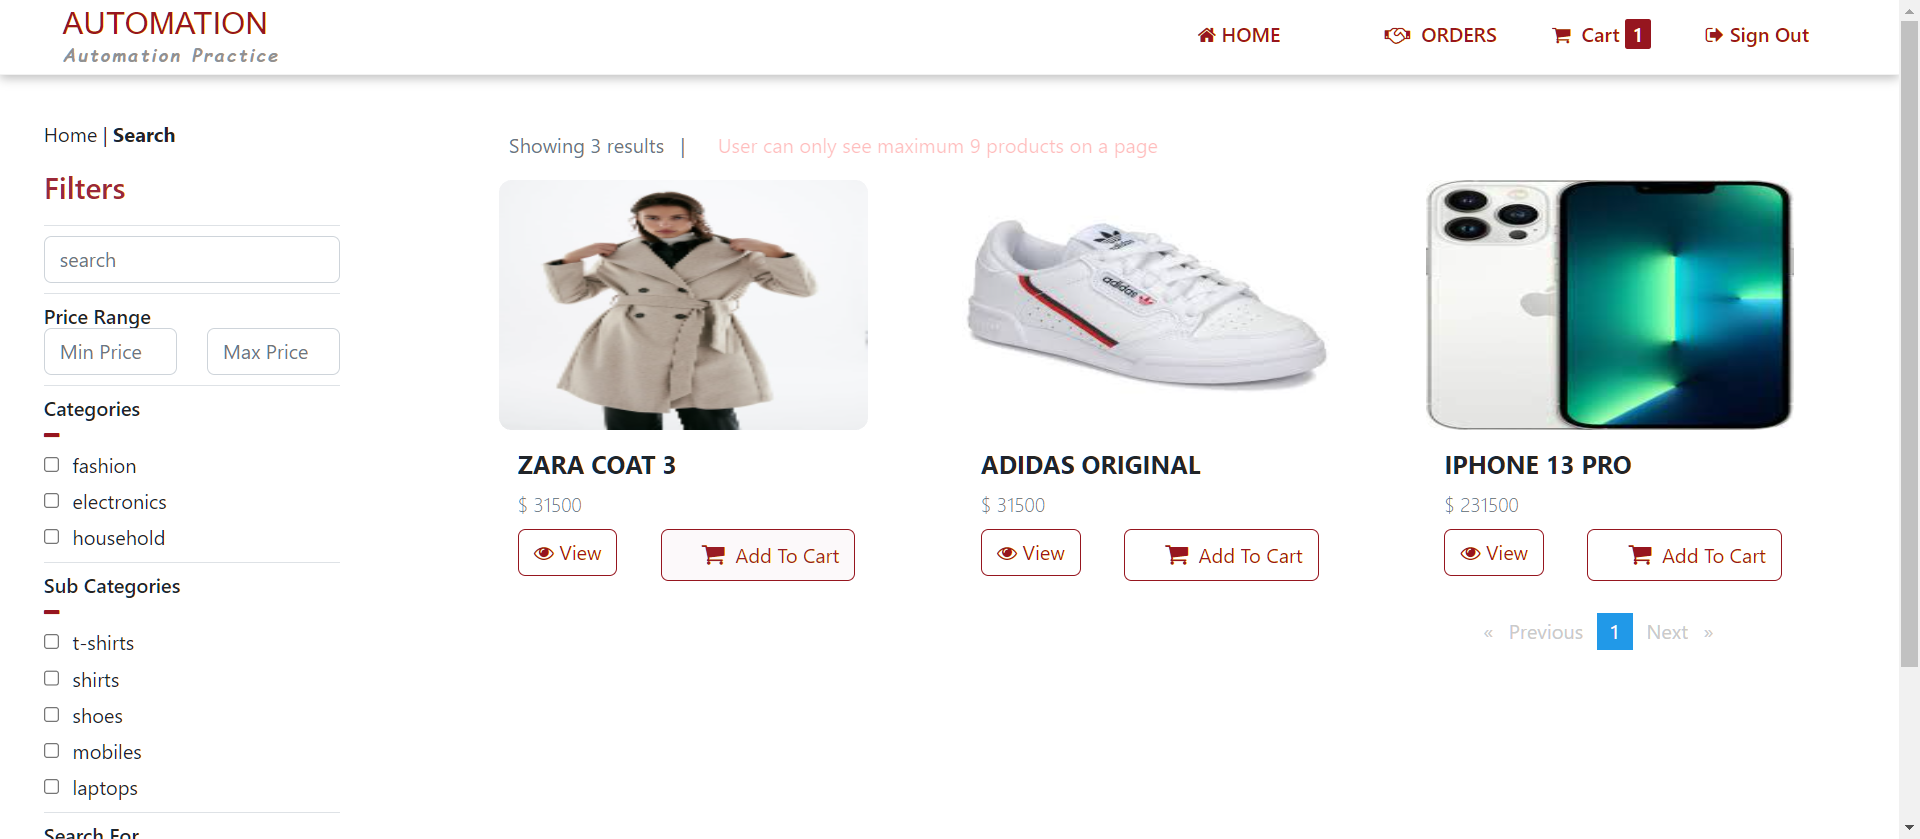 AUTOMATION
Automation Practice
HOME
ORDERS
Cart 1
Sign Out
Home | Search
Filters
search
Price Range
Min Price
Max Price
Categories
fashion
electronics
household
Sub Categories
t-shirts
shirts
shoes
mobiles
laptops
Search For
Showing 3 results |
User can only see maximum 9 products on a page
ZARA COAT 3
$ 31500
View
Add To Cart
adidas
adidas
ADIDAS ORIGINAL
$ 31500
View
Add To Cart
IPHONE 13 PRO
$ 231500
View
Add To Cart
« Previous 1 Next »